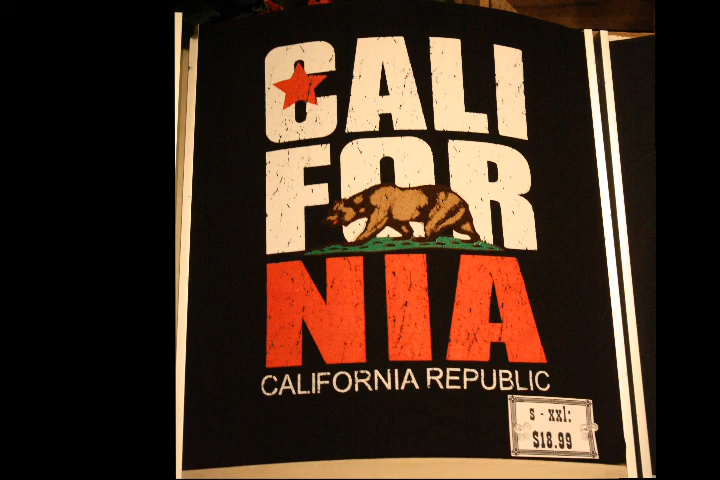 CALI
FOR
NIA
CALIFORNIA REPUBLIC
s - xxl:
$18.99